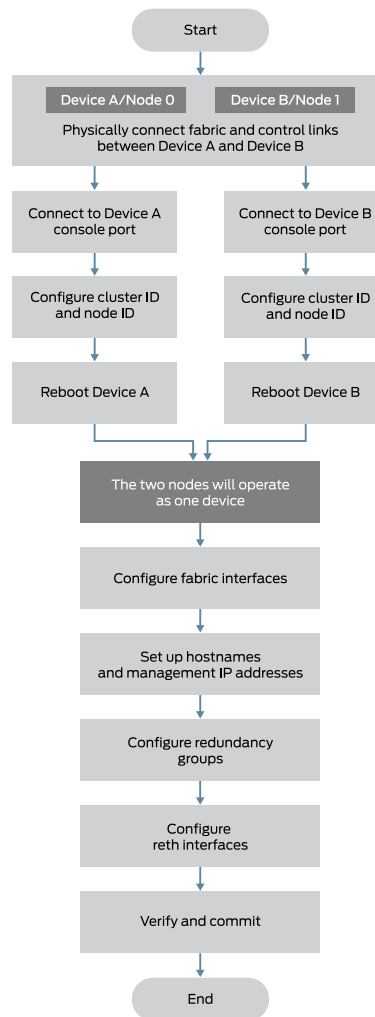 Start
Device A/Node 0
Device B/Node 1
Physically connect fabric and control links
between Device A and Device B
Connect to Device A
console port
Connect to Device B
console port
Configure cluster ID
and node ID
Configure cluster ID
and node ID
Reboot Device A
Reboot Device B
The two nodes will operate
as one device
Configure fabric interfaces
Set up hostnames
and management IP addresses
Configure redundancy
groups
Configure
reth interfaces
Verify and commit
End